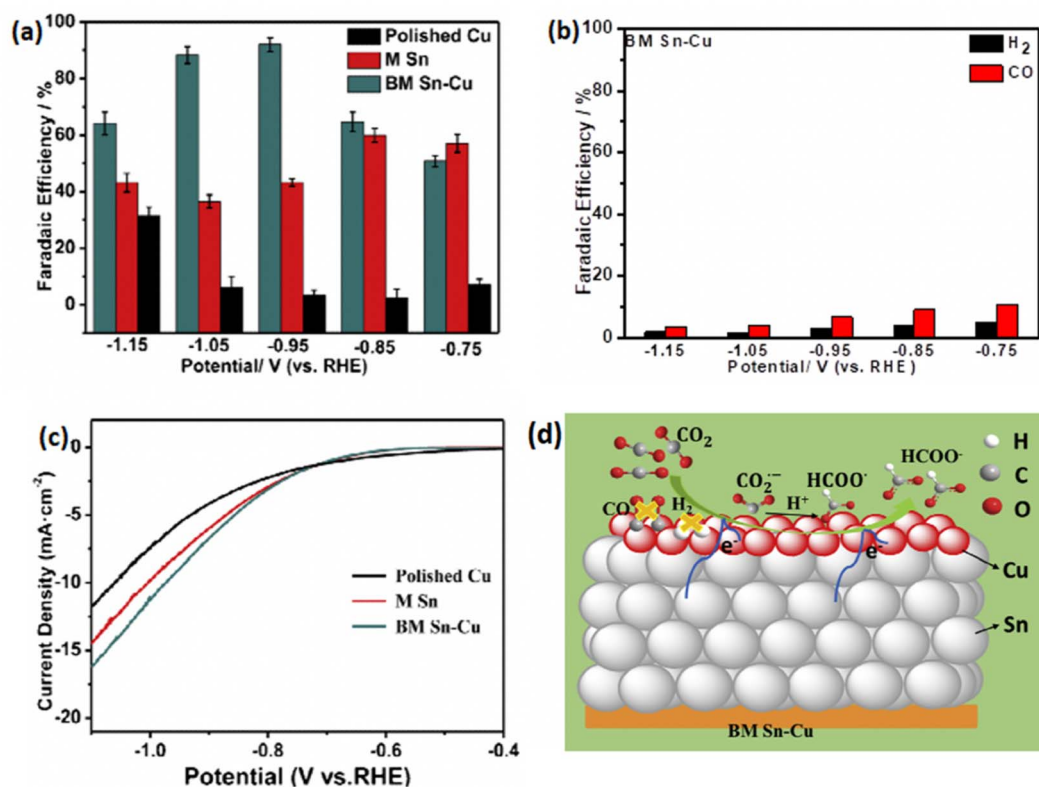 (a)
Polished Cu
M Sn
BM Sn-Cu
Faradaic Efficiency / %
100
80
60
40
20
0
-1.15
-1.05
-0.95
-0.85
-0.75
Potential/ V (vs. RHE)
(b)
BM Sn-Cu
H2
CO
Faradaic Efficiency / %
100
80
60
40
20
0
-1.15
-1.05
-0.95
-0.85
-0.75
Potential/ V (vs. RHE)
(c)
Current Density (mA·cm-2)
0
-5
-10
-15
-20
Polished Cu
M Sn
BM Sn-Cu
-1.0
-0.8
-0.6
-0.4
Potential (V vs.RHE)
(d)
CO2
H
C
O
HCOO-
CO2·−
H+
HCOO·
CO
H2
e-
e-
Cu
Sn
BM Sn-Cu